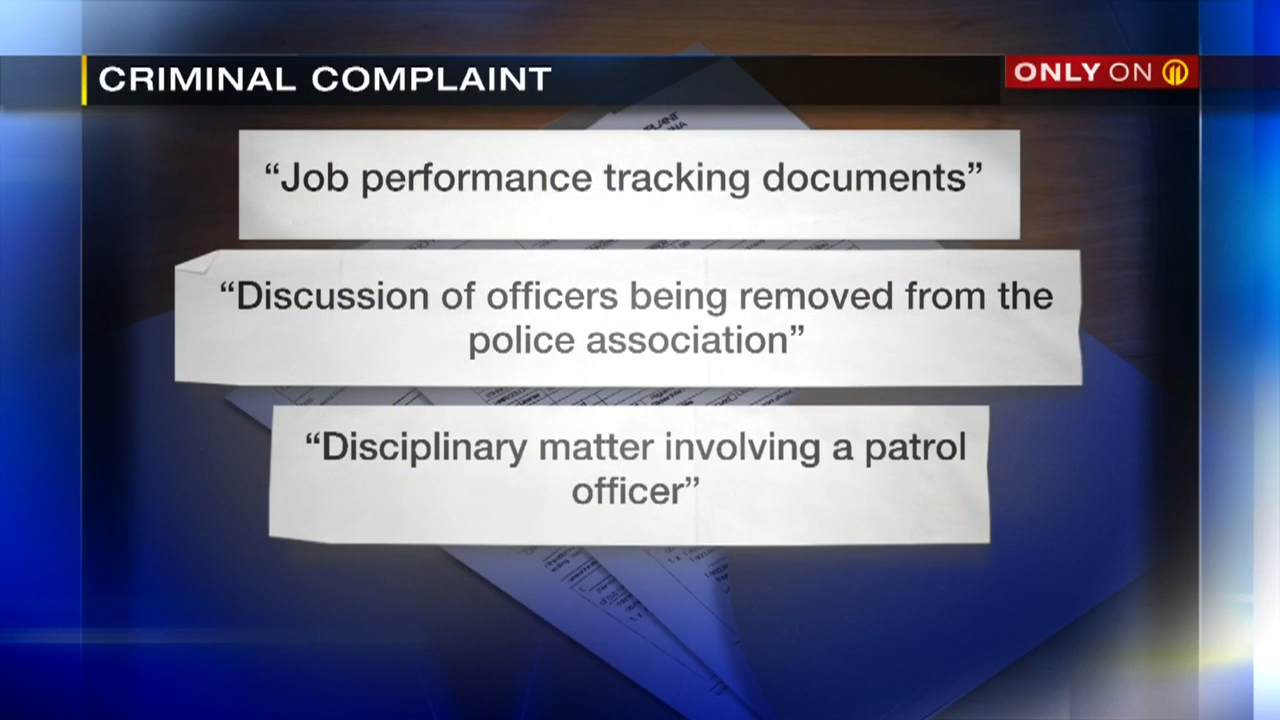 CRIMINAL COMPLAINT
ONLY ON 11
“Job performance tracking documents”
“Discussion of officers being removed from the
police association”
“Disciplinary matter involving a patrol
officer”